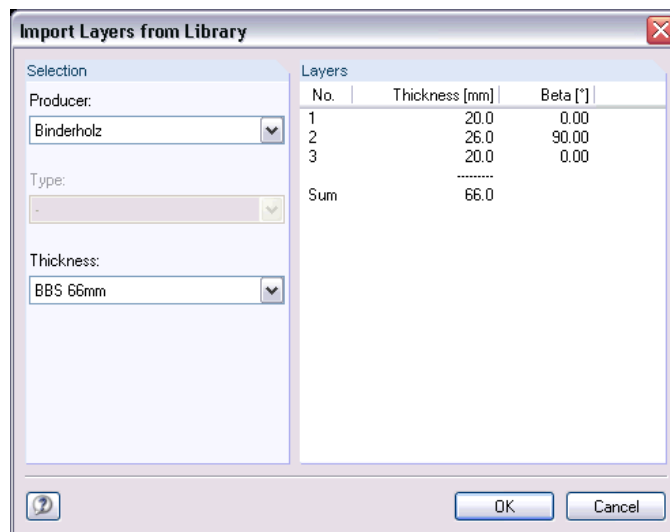 Import Layers from Library
Selection
Producer:
Binderholz
Type:
-
Thickness:
BBS 66mm
Layers
No. Thickness [mm] Beta [°]
1 20.0 0.00
2 26.0 90.00
3 20.0 0.00
--------
Sum 66.0
OK Cancel